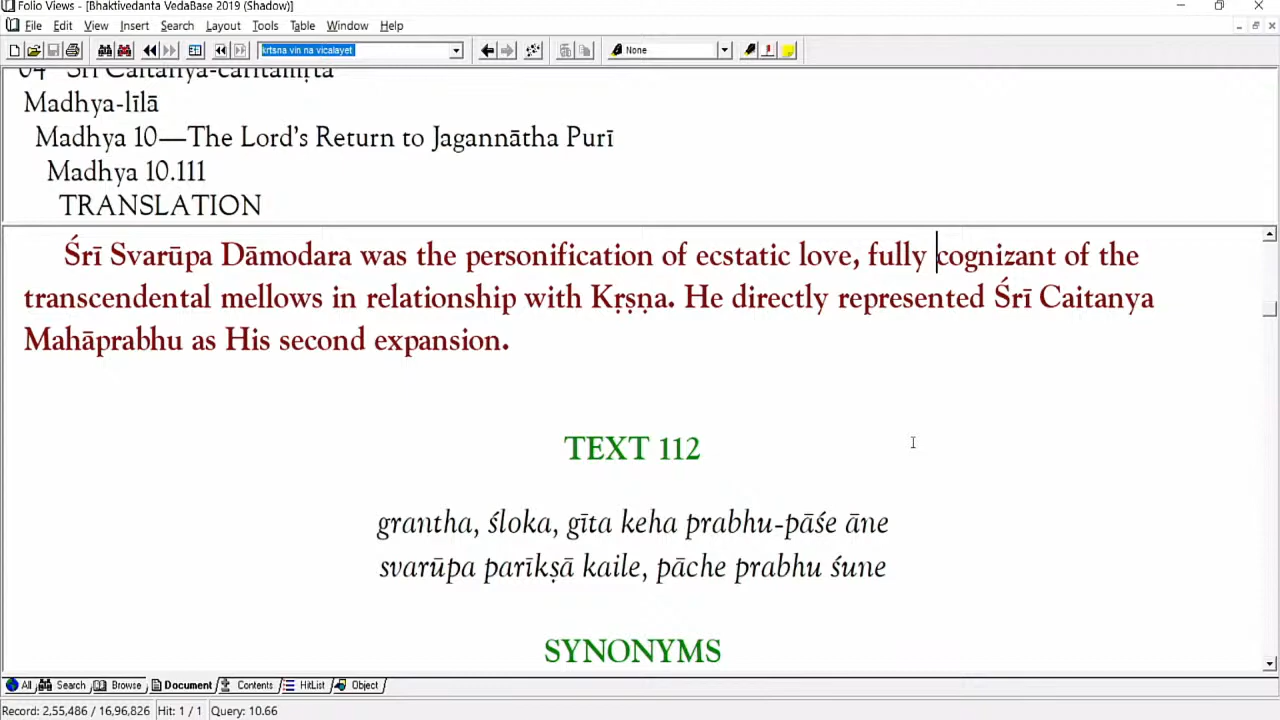 Folio Views - [Bhaktivedanta VedaBase 2019 (Shadow)]
File Edit View Insert Search Layout Tools Table Window Help
krtsna vin na vicalayet
None
04 Śrī Caitanya-caritāmṛta
Madhya-līlā
Madhya 10—The Lord's Return to Jagannātha Purī
Madhya 10.111
TRANSLATION
Śrī Svarūpa Dāmodara was the personification of ecstatic love, fully cognizant of the
transcendental mellows in relationship with Kṛṣṇa. He directly represented Śrī Caitanya
Mahāprabhu as His second expansion.
TEXT 112
grantha, śloka, gīta keha prabhu-pāśe āne
svarūpa parīkṣā kaile, pāche prabhu śune
SYNONYMS
All Search Browse Document Contents HitList Object
Record: 2,55,486 / 16,96,826 Hit: 1 / 1 Query: 10.66